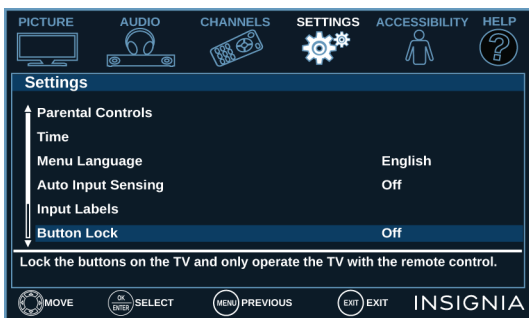 PICTURE AUDIO CHANNELS SETTINGS ACCESSIBILITY HELP
Settings
Parental Controls
Time
Menu Language English
Auto Input Sensing Off
Input Labels
Button Lock Off
Lock the buttons on the TV and only operate the TV with the remote control.
MOVE OK ENTER SELECT MENU PREVIOUS EXIT EXIT INSIGNIA